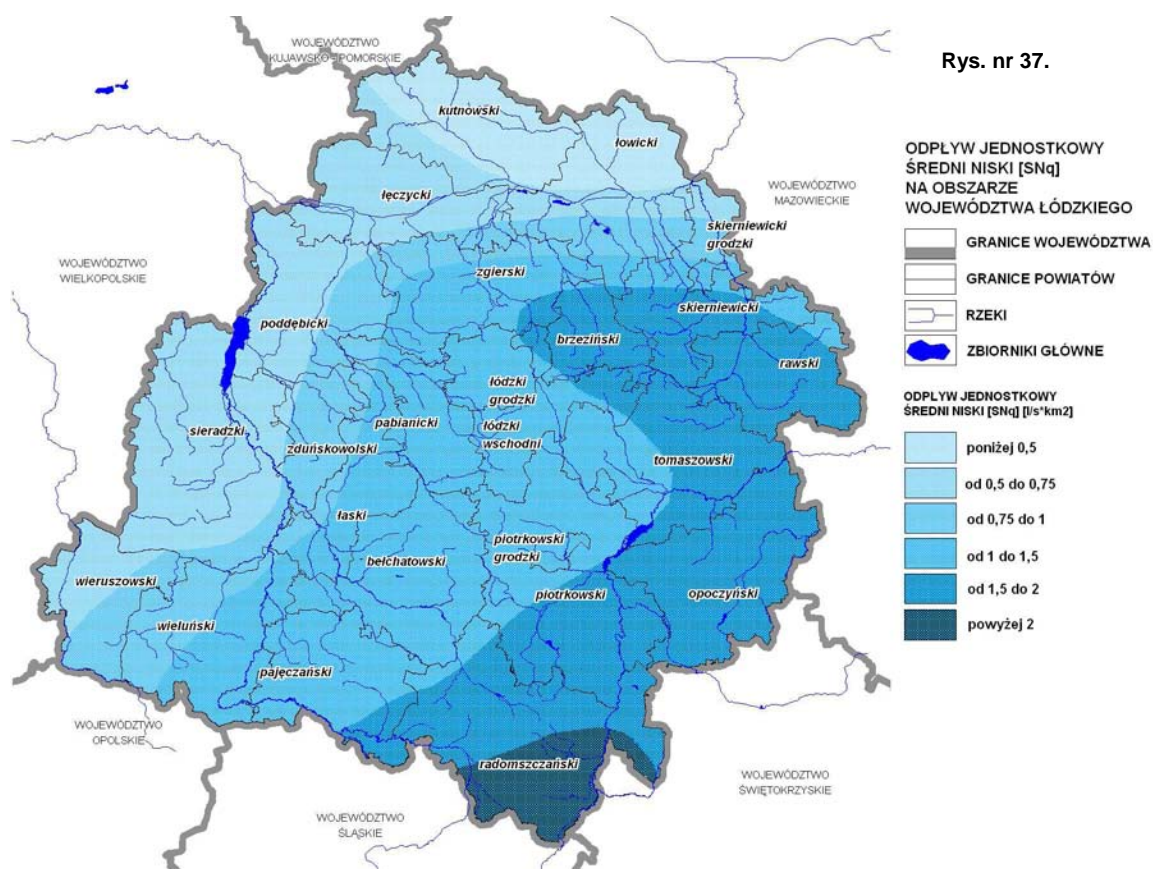 Rys. nr 37.
ODPŁYW JEDNOSTKOWY
ŚREDNI NISKI [SNq]
NA OBSZARZE
WOJEWÓDZTWA ŁÓDZKIEGO
GRANICE WOJEWÓDZTWA
GRANICE POWIATÓW
RZEKI
ZBIORNIKI GŁÓWNE
ODPŁYW JEDNOSTKOWY
ŚREDNI NISKI [SNq] [l/s*km2]
poniżej 0,5
od 0,5 do 0,75
od 0,75 do 1
od 1 do 1,5
od 1,5 do 2
powyżej 2
WOJEWÓDZTWO
KUJAWSKO - POMORSKIE
kutnowski
łowicki
łęczycki
WOJEWÓDZTWO
MAZOWIECKIE
skierniewicki
grodzki
WOJEWÓDZTWO
WIELKOPOLSKIE
zgierski
skierniewicki
poddębicki
brzeziński
rawski
łódzki
grodzki
sieradzki
zduńskowolski
pabianicki
łódzki
wschodni
tomaszowski
łaski
bełchatowski
piotrkowski
grodzki
wieruszowski
piotrkowski
opoczyński
wieluński
pajęczański
WOJEWÓDZTWO
OPOLSKIE
radomszczański
WOJEWÓDZTWO
ŚWIĘTOKRZYSKIE
WOJEWÓDZTWO
ŚLĄSKIE